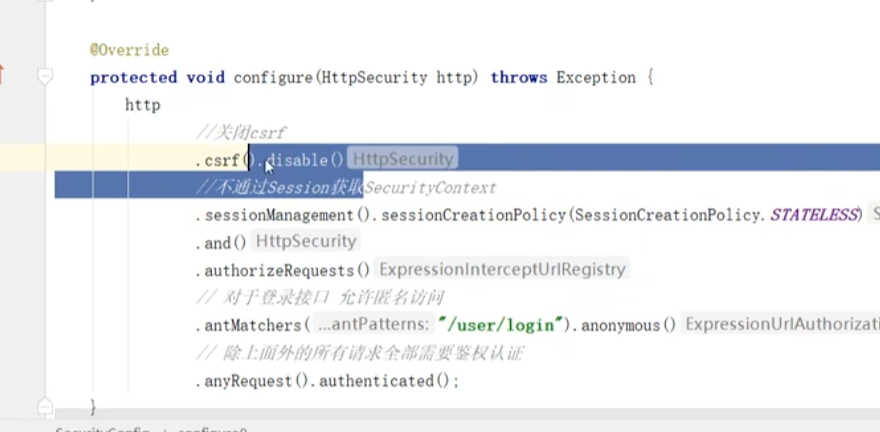 @Override
protected void configure(HttpSecurity http) throws Exception {
http
//关闭csrf
.csrf().disable() HttpSecurity
//不通过Session获取SecurityContext
.sessionManagement().sessionCreationPolicy(SessionCreationPolicy.STATELESS) S
.and() HttpSecurity
.authorizeRequests() ExpressionInterceptUrlRegistry
// 对于登录接口 允许匿名访问
.antMatchers( ...antPatterns: "/user/login").anonymous() ExpressionUrlAuthorizati
// 除上面外的所有请求全部需要鉴权认证
.anyRequest().authenticated();
}